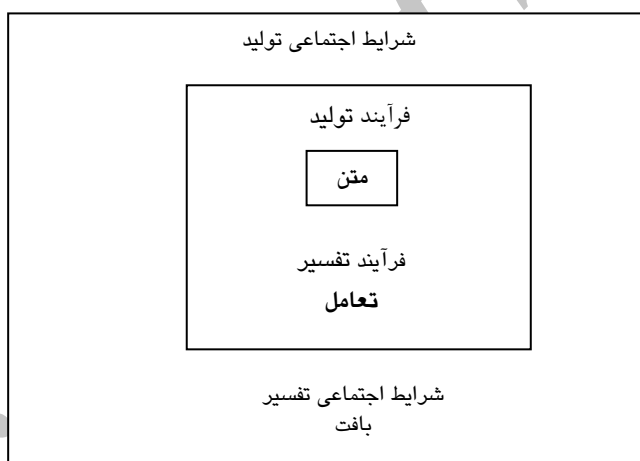 شرایط اجتماعی تولید
فرآیند تولید
متن
فرآیند تفسیر
تعامل
شرایط اجتماعی تفسیر
بافت